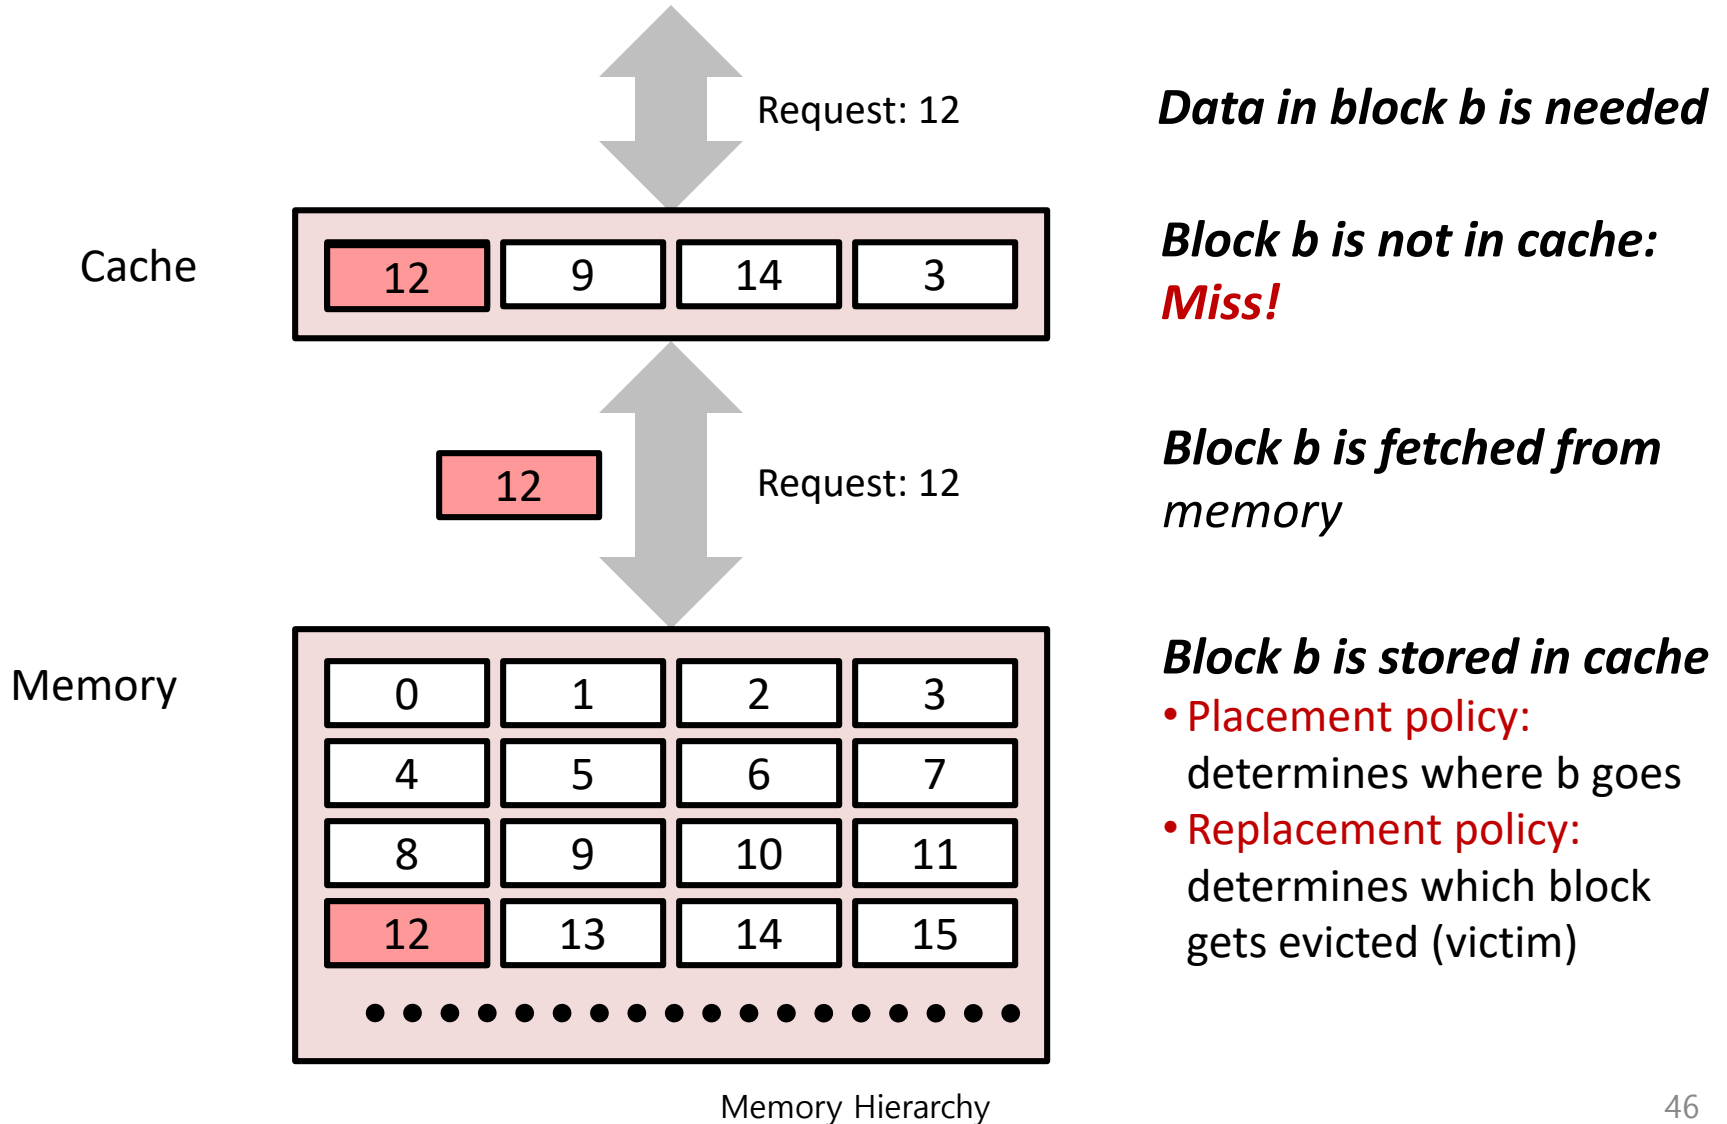 Request: 12
Data in block b is needed
Cache
12 9 14 3
Block b is not in cache:
Miss!
12
Request: 12
Block b is fetched from
memory
Memory
0 1 2 3
4 5 6 7
8 9 10 11
12 13 14 15
Block b is stored in cache
• Placement policy:
determines where b goes
• Replacement policy:
determines which block
gets evicted (victim)
Memory Hierarchy
46